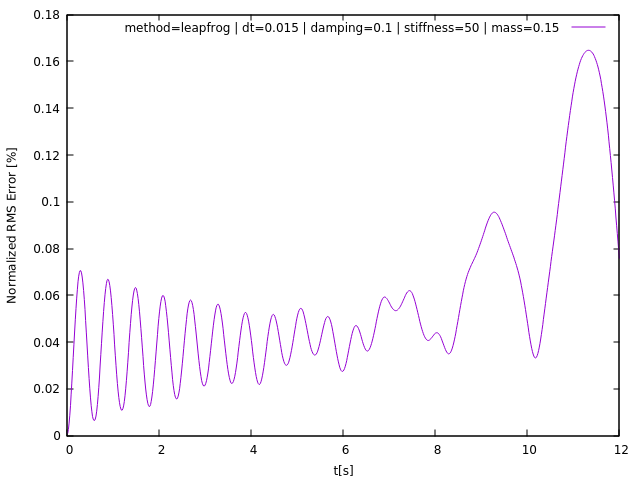 method=leapfrog | dt=0.015 | damping=0.1 | stiffness=50 | mass=0.15
Normalized RMS Error [%]
0.18
0.16
0.14
0.12
0.1
0.08
0.06
0.04
0.02
0
0 2 4 6 8 10 12
t[s]